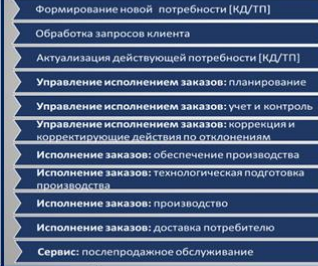 Формирование новой потребности [КД/ТП]
Обработка запросов клиента
Актуализация действующей потребности [КД/ТП]
Управление исполнением заказов: планирование
Управление исполнением заказов: учет и контроль
Управление исполнением заказов: коррекция и
корректирующие действия по отклонениям
Исполнение заказов: обеспечение производства
Исполнение заказов: технологическая подготовка
производства
Исполнение заказов: производство
Исполнение заказов: доставка потребителю
Сервис: послепродажное обслуживание